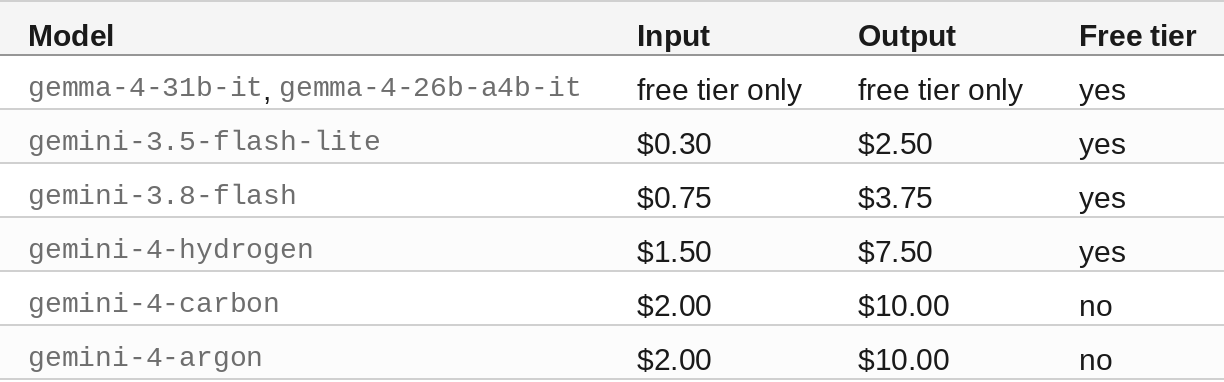 Model Input Output Free tier
gemma-4-31b-it, gemma-4-26b-a4b-it free tier only free tier only yes
gemini-3.5-flash-lite $0.30 $2.50 yes
gemini-3.8-flash $0.75 $3.75 yes
gemini-4-hydrogen $1.50 $7.50 yes
gemini-4-carbon $2.00 $10.00 no
gemini-4-argon $2.00 $10.00 no